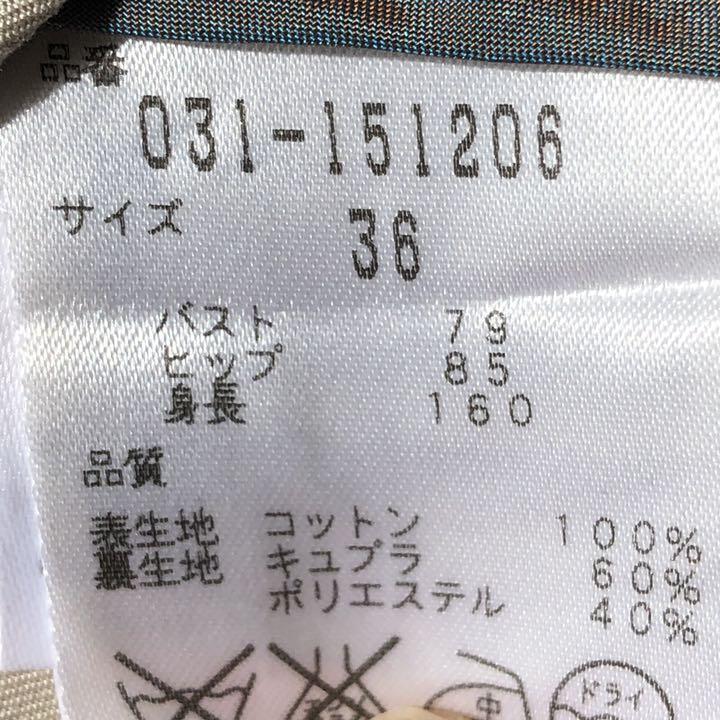 品番
031-151206
サイズ 36
バスト 79
ヒップ 85
身長 160
品質
表生地 コットン 100%
裏生地 キュプラ 60%
ポリエステル 40%
中 ドライ